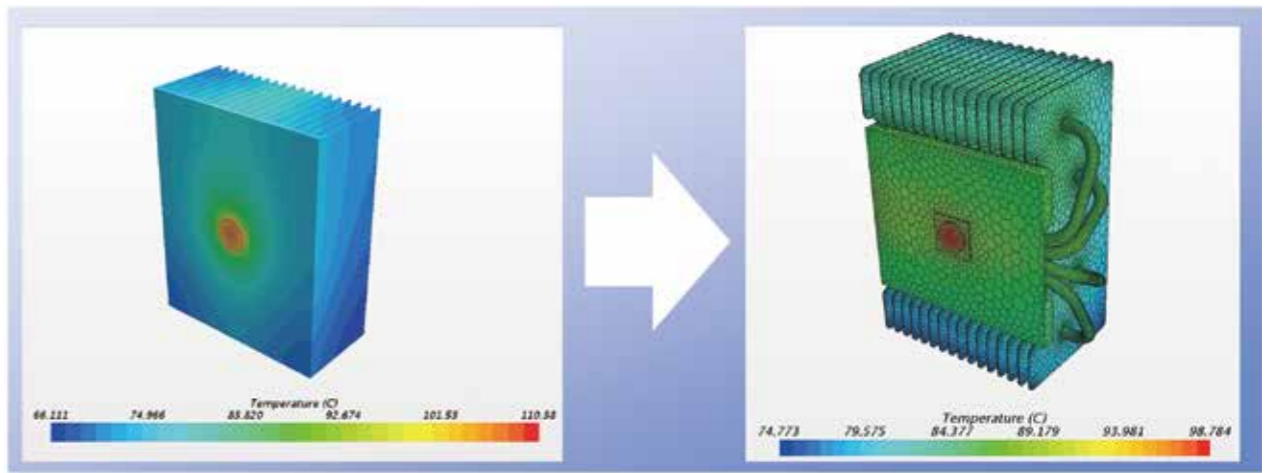 Temperature (C)
66.111 74.966 83.820 92.674 101.53 110.38
Temperature (C)
74.773 79.575 84.377 89.179 93.981 98.784